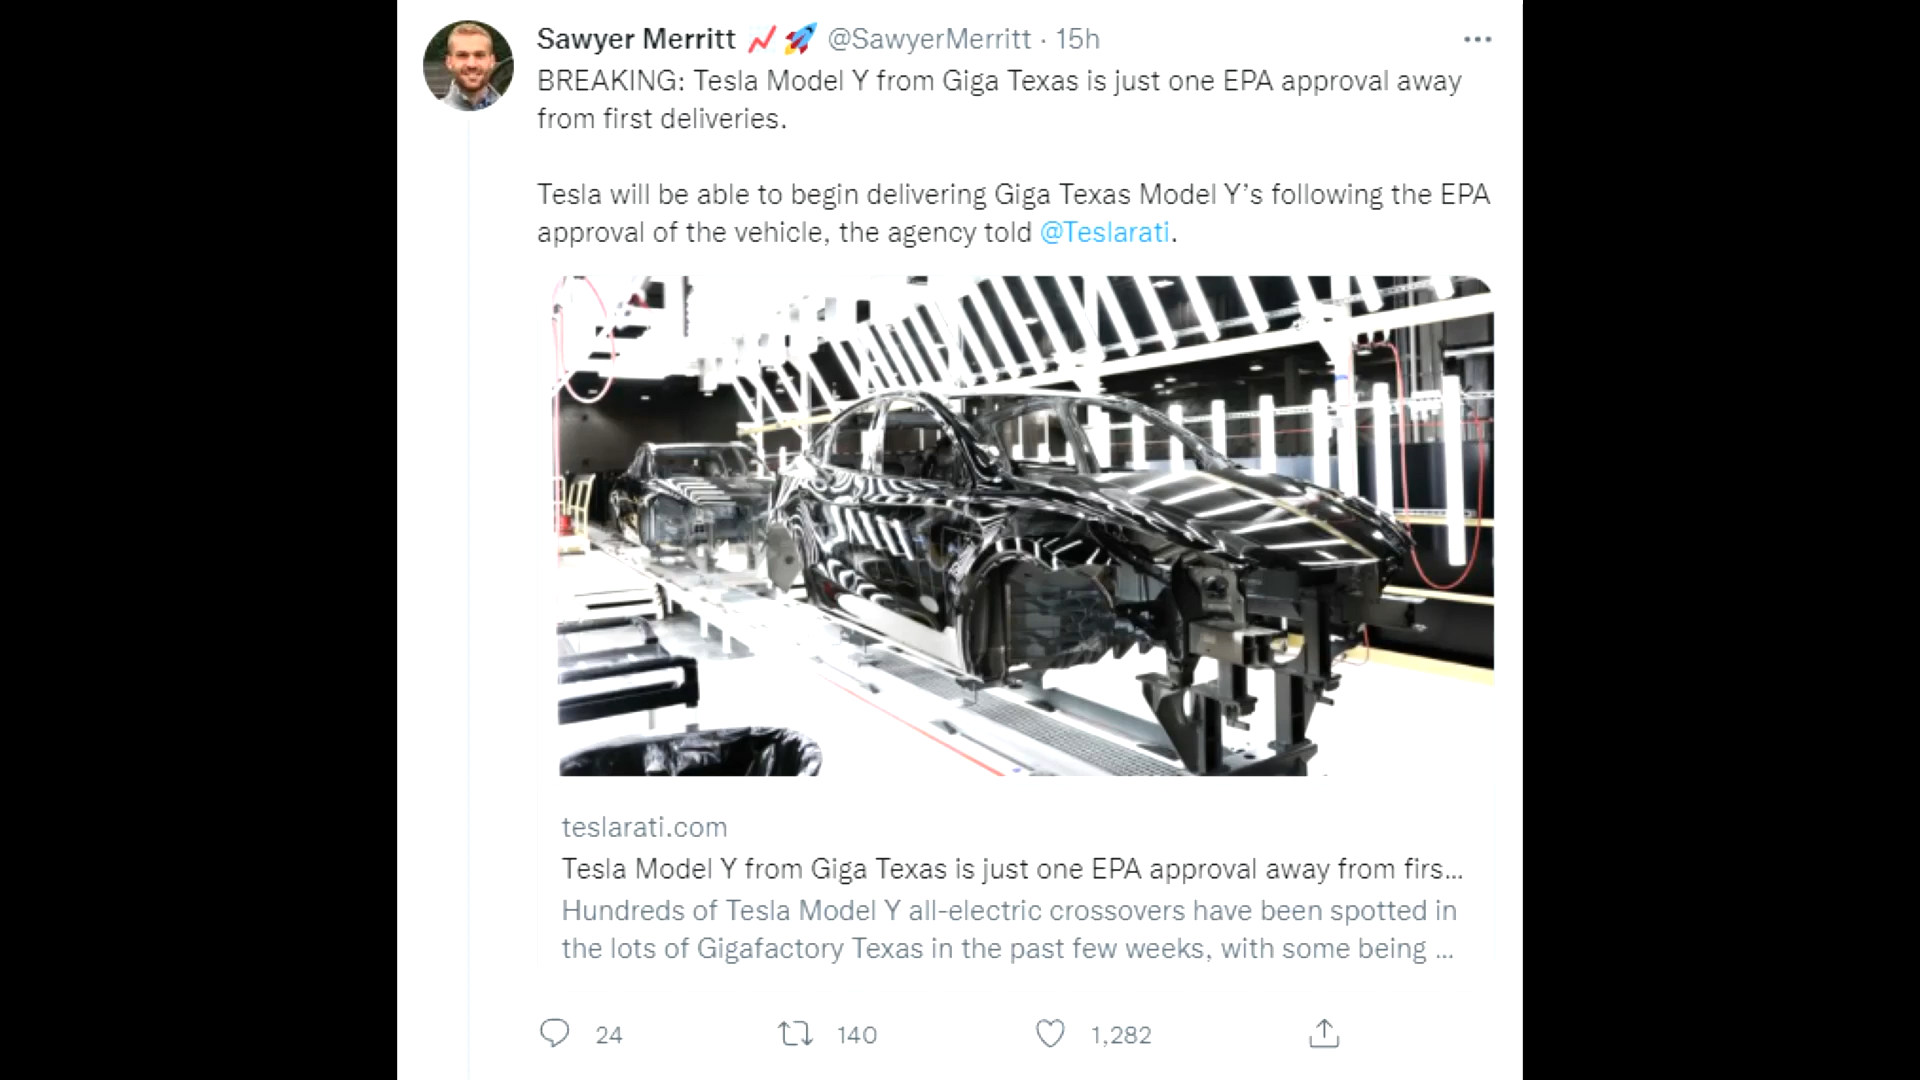 Sawyer Merritt 📈🚀 @SawyerMerritt · 15h
BREAKING: Tesla Model Y from Giga Texas is just one EPA approval away
from first deliveries.
Tesla will be able to begin delivering Giga Texas Model Y’s following the EPA
approval of the vehicle, the agency told @Teslarati.
teslarati.com
Tesla Model Y from Giga Texas is just one EPA approval away from firs...
Hundreds of Tesla Model Y all-electric crossovers have been spotted in
the lots of Gigafactory Texas in the past few weeks, with some being ...
24 140 1,282